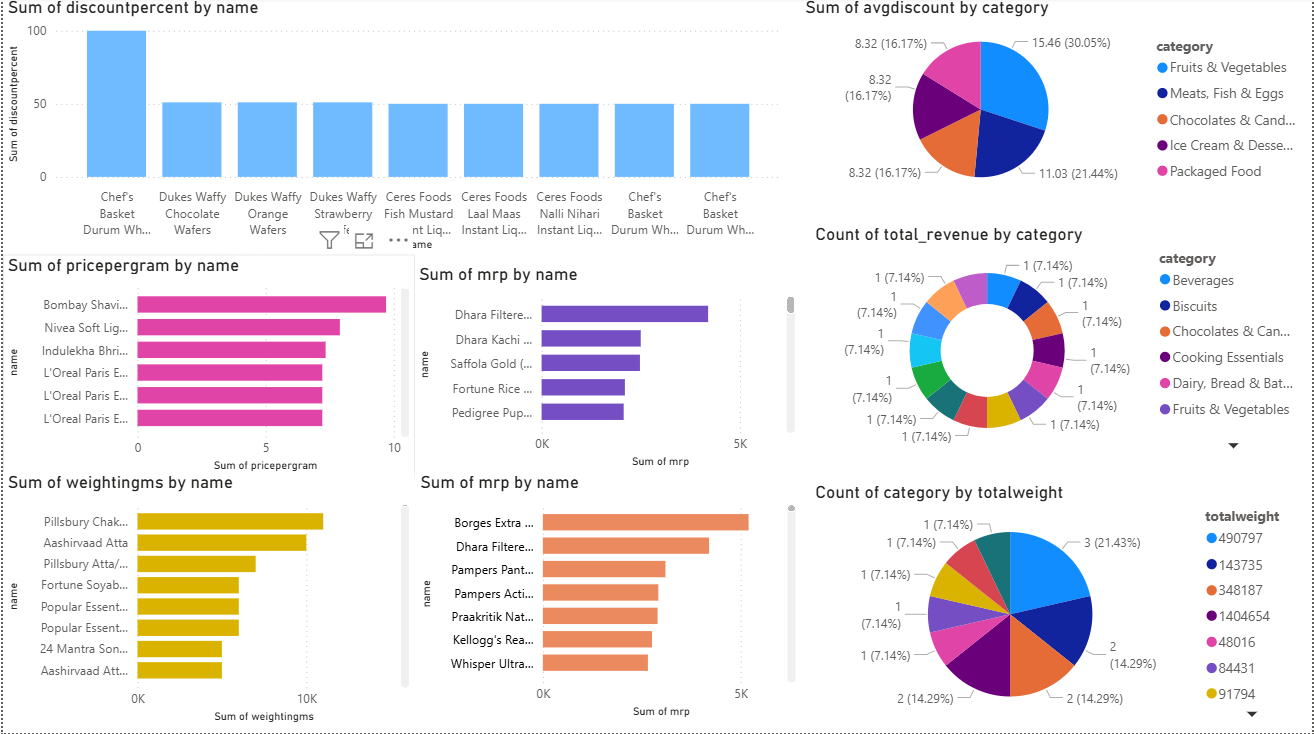 Sum of discountpercent by name
Sum of discountpercent
100
50
0
Chef's
Basket
Durum Wh...
Dukes Waffy
Chocolate
Wafers
Dukes Waffy
Orange
Wafers
Dukes Waffy
Strawberry
Ceres Foods
Fish Mustard
nt Liq...
Ceres Foods
Laal Maas
Instant Liq...
Ceres Foods
Nalli Nihari
Instant Liq...
Chef's
Basket
Durum Wh...
Chef's
Basket
Durum Wh...
ame
Sum of avgdiscount by category
15.46 (30.05%)
11.03 (21.44%)
8.32 (16.17%)
8.32
(16.17%)
8.32 (16.17%)
category
Fruits & Vegetables
Meats, Fish & Eggs
Chocolates & Cand...
Ice Cream & Desse...
Packaged Food
Sum of pricepergram by name
name
Bombay Shavi...
Nivea Soft Lig...
Indulekha Bhri...
L'Oreal Paris E...
L'Oreal Paris E...
L'Oreal Paris E...
0
5
10
Sum of pricepergram
Sum of mrp by name
name
Dhara Filtere...
Dhara Kachi ...
Saffola Gold (...
Fortune Rice ...
Pedigree Pup...
0K
5K
Sum of mrp
Count of total_revenue by category
1 (7.14%)
1 (7.14%)
1
(7.14%)
1
(7.14%)
1
(7.14%)
1 (7.14%)
1 (7.14%)
1 (7.14%)
1
(7.14%)
1
(7.14%)
1
(7.14%)
1 (7.14%)
category
Beverages
Biscuits
Chocolates & Can...
Cooking Essentials
Dairy, Bread & Bat...
Fruits & Vegetables
Sum of weightingms by name
name
Pillsbury Chak...
Aashirvaad Atta
Pillsbury Atta/...
Fortune Soyab...
Popular Essent...
Popular Essent...
24 Mantra Son...
Aashirvaad Att...
0K
10K
Sum of weightingms
Sum of mrp by name
name
Borges Extra ...
Dhara Filtere...
Pampers Pant...
Pampers Acti...
Praakritik Nat...
Kellogg's Rea...
Whisper Ultra...
0K
5K
Sum of mrp
Count of category by totalweight
3 (21.43%)
2
(14.29%)
2 (14.29%)
2 (14.29%)
1 (7.14%)
1
(7.14%)
1 (7.14%)
1 (7.14%)
1 (7.14%)
totalweight
490797
143735
348187
1404654
48016
84431
91794